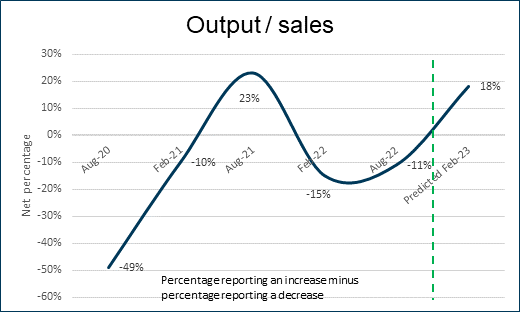 Output / sales
30%
20%
10%
0%
-10%
-20%
-30%
-40%
-50%
-60%
Net percentage
Aug-20
Feb-21
Aug-21
Feb-22
Aug-22
Predicted Feb-23
-49%
-10%
23%
-15%
-11%
18%
Percentage reporting an increase minus
percentage reporting a decrease